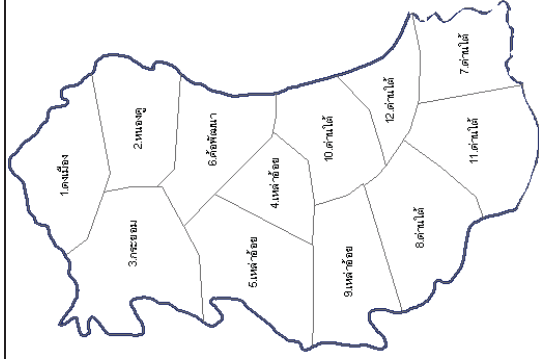 1.ดงเมือง
2.หนองคู
3.กระยอม
4.เหล่าอ้อย
5.เหล่าอ้อย
6.ค้อพัฒนา
7.ด่านใต้
8.ด่านใต้
9.เหล่าอ้อย
10.ด่านใต้
11.ด่านใต้
12.ด่านใต้